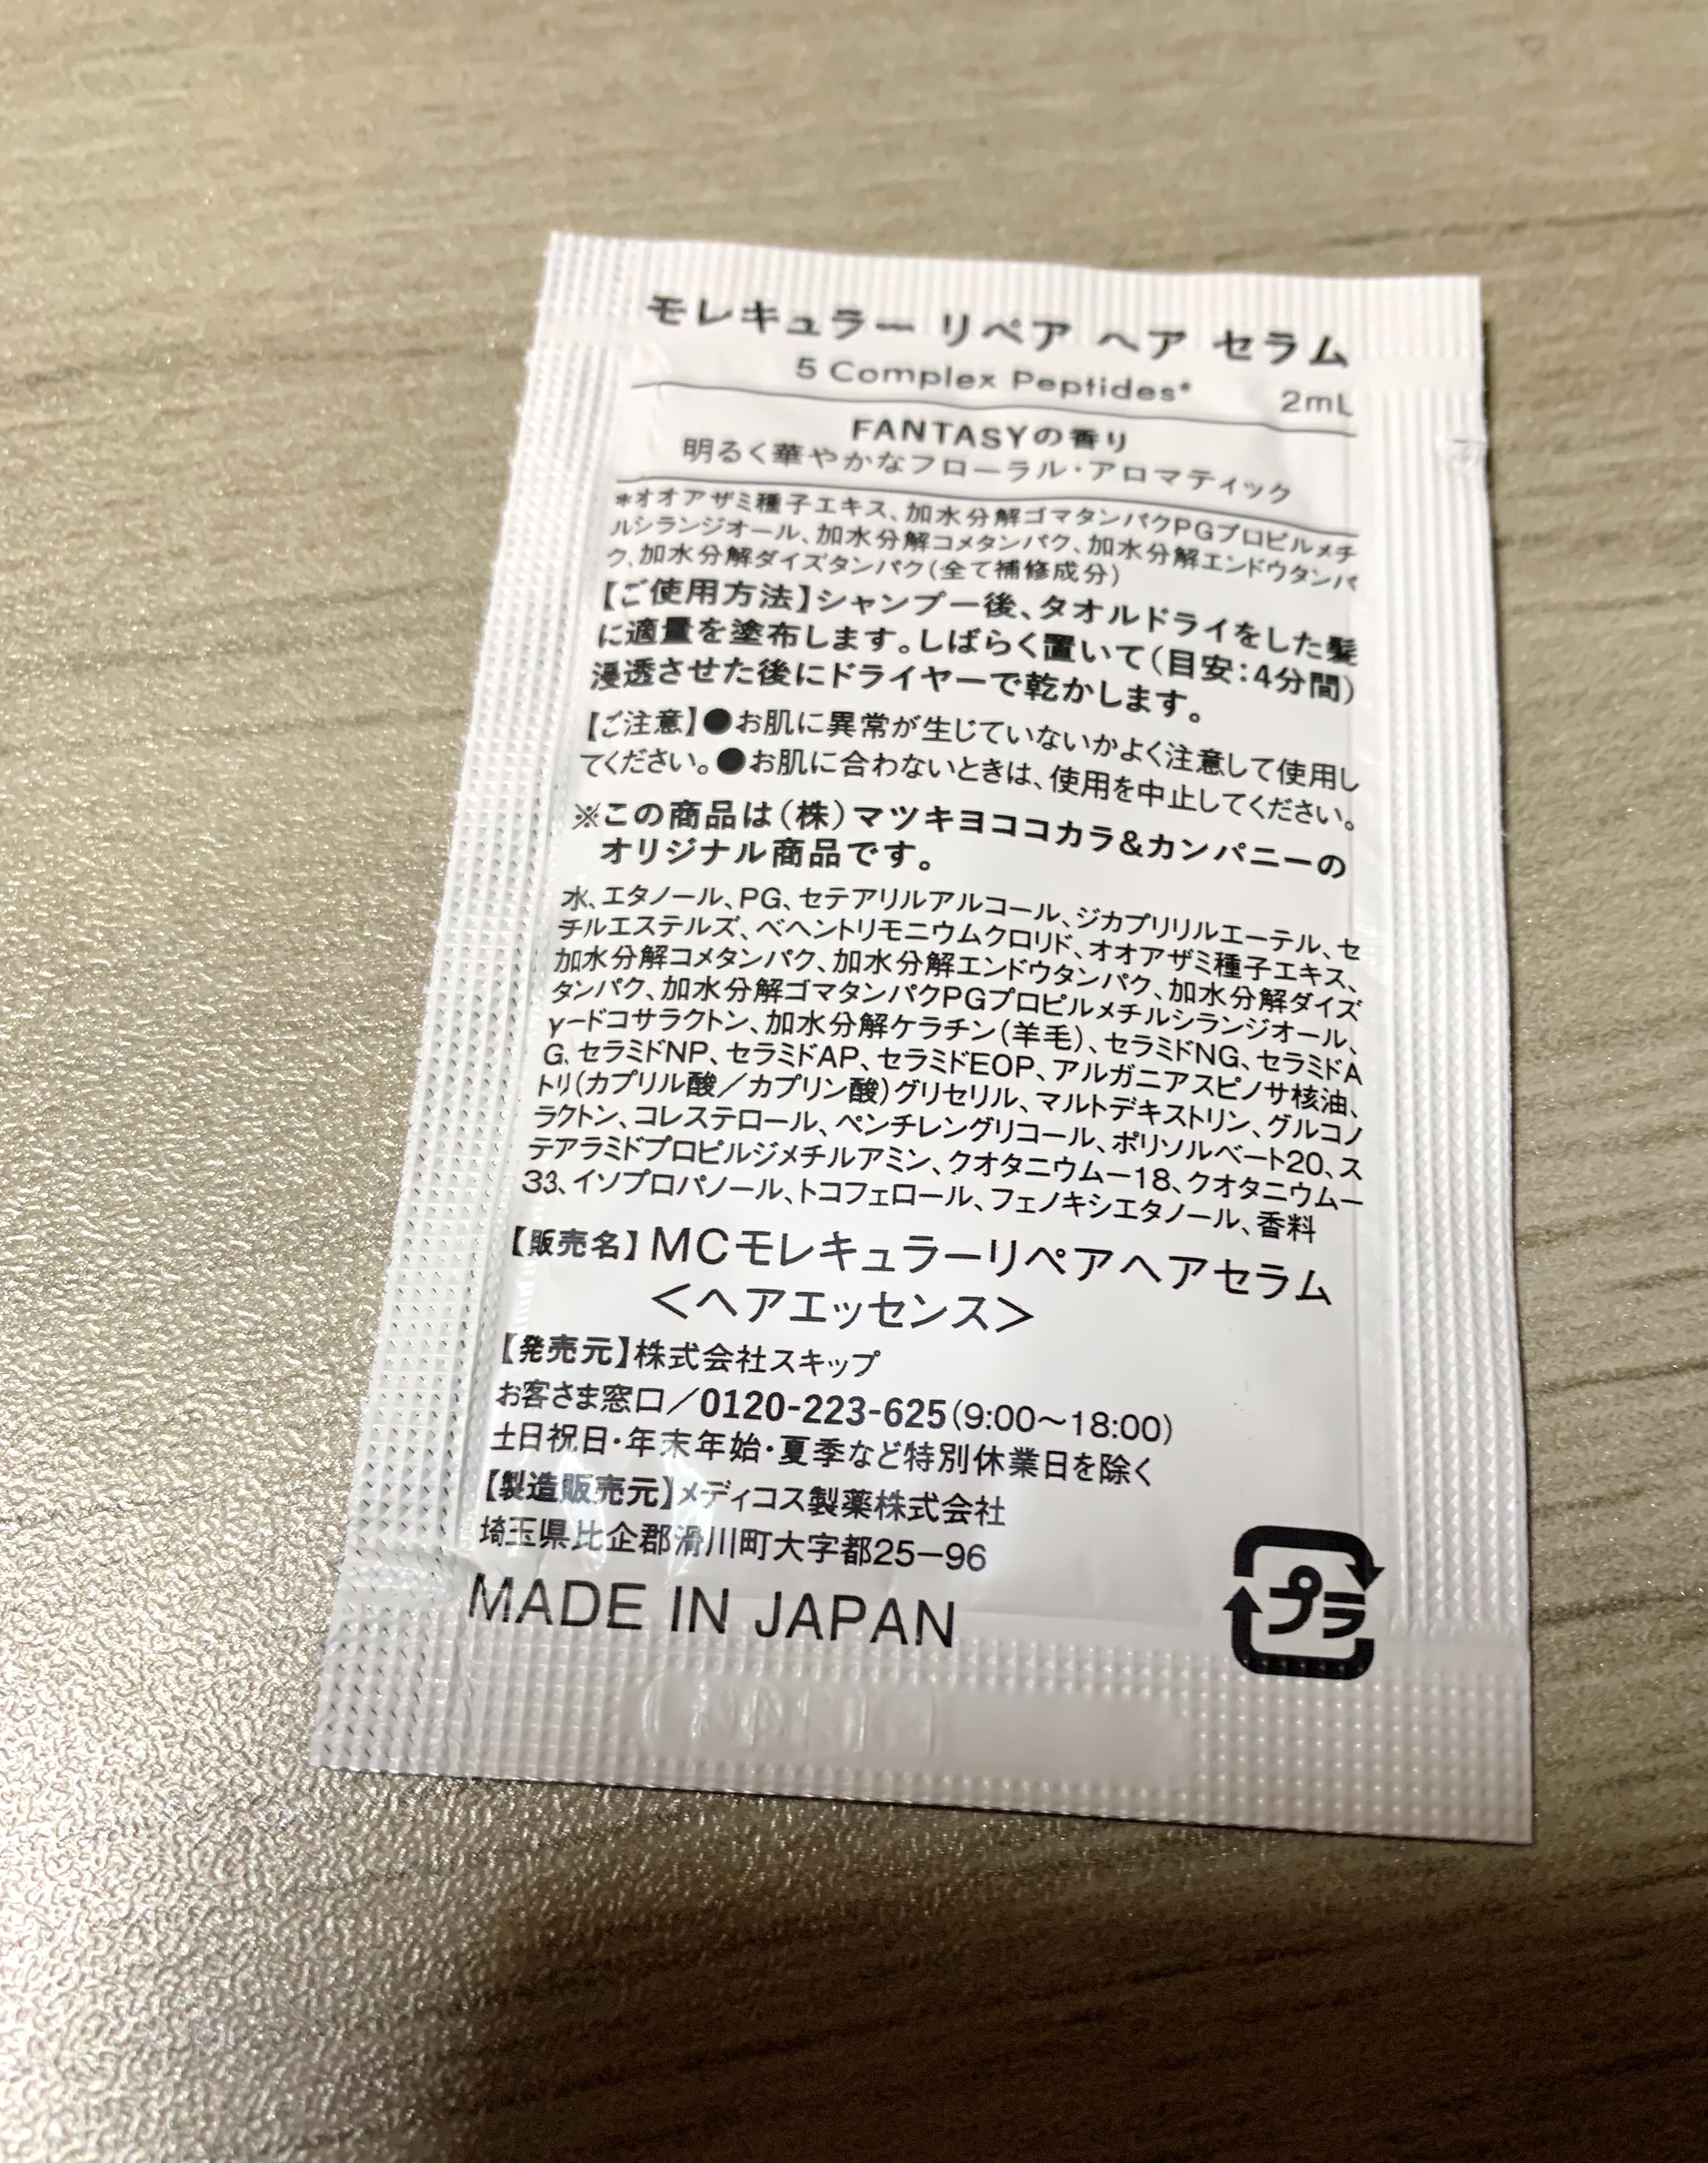 モレキュラー リペア ヘア セラム
5 Complex Peptides* 2mL
FANTASYの香り
明るく華やかなフローラル・アロマティック
*オオアザミ種子エキス、加水分解ゴマタンパクPGプロピルメチ
ルシランジオール、加水分解コメタンパク、加水分解エンドウタンパ
ク、加水分解ダイズタンパク(全て補修成分)
【ご使用方法】シャンプー後、タオルドライをした髪
に適量を塗布します。しばらく置いて(目安:4分間)
浸透させた後にドライヤーで乾かします。
【ご注意】●お肌に異常が生じていないかよく注意して使用し
てください。●お肌に合わないときは、使用を中止してください。
※この商品は(株)マツキヨココカラ&カンパニーの
オリジナル商品です。
水、エタノール、PG、セテアリルアルコール、ジカプリリルエーテル、セ
チルエステルズ、ベヘントリモニウムクロリド、オオアザミ種子エキス、
加水分解コメタンパク、加水分解エンドウタンパク、加水分解ダイズ
タンパク、加水分解ゴマタンパクPGプロピルメチルシランジオール、
γードコサラクトン、加水分解ケラチン(羊毛)、セラミドNG、セラミドA
G、セラミドNP、セラミドAP、セラミドEOP、アルガニアスピノサ核油、
トリ(カプリル酸/カプリン酸)グリセリル、マルトデキストリン、グルコノ
ラクトン、コレステロール、ペンチレングリコール、ポリソルベート20、ス
テアラミドプロピルジメチルアミン、クオタニウムー18、クオタニウムー
33、イソプロパノール、トコフェロール、フェノキシエタノール、香料
【販売名】MCモレキュラーリペアヘアセラム
<ヘアエッセンス>
【発売元】株式会社スキップ
お客さま窓口/0120-223-625(9:00〜18:00)
土日祝日・年末年始・夏季など特別休業日を除く
【製造販売元】メディコス製薬株式会社
埼玉県比企郡滑川町大字都25-96
MADE IN JAPAN
プラ